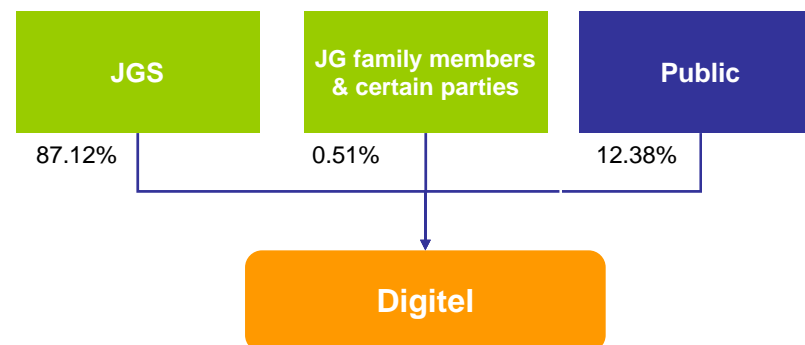 JGS
JG family members
& certain parties
Public
87.12%
0.51%
12.38%
Digitel